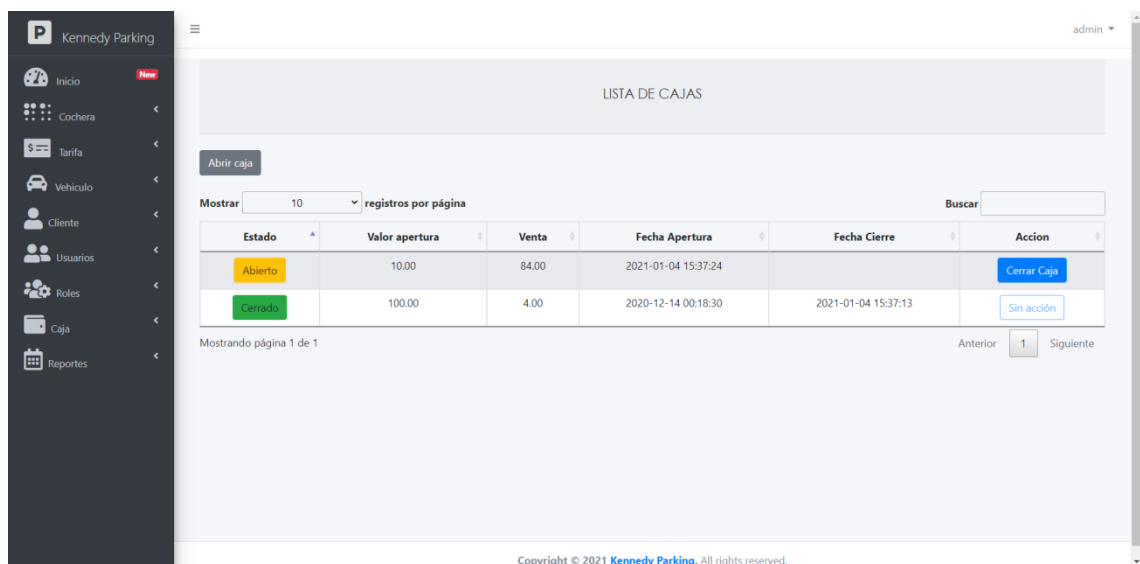 P Kennedy Parking
admin
Inicio New
Cochera
Tarifa
Vehiculo
Cliente
Usuarios
Roles
Caja
Reportes
LISTA DE CAJAS
Abrir caja
Mostrar 10 registros por página Buscar
Estado Valor apertura Venta Fecha Apertura Fecha Cierre Accion
Abierto 10.00 84.00 2021-01-04 15:37:24 Cerrar Caja
Cerrado 100.00 4.00 2020-12-14 00:18:30 2021-01-04 15:37:13 Sin acción
Mostrando página 1 de 1 Anterior 1 Siguiente
Copyright © 2021 Kennedy Parking. All rights reserved.